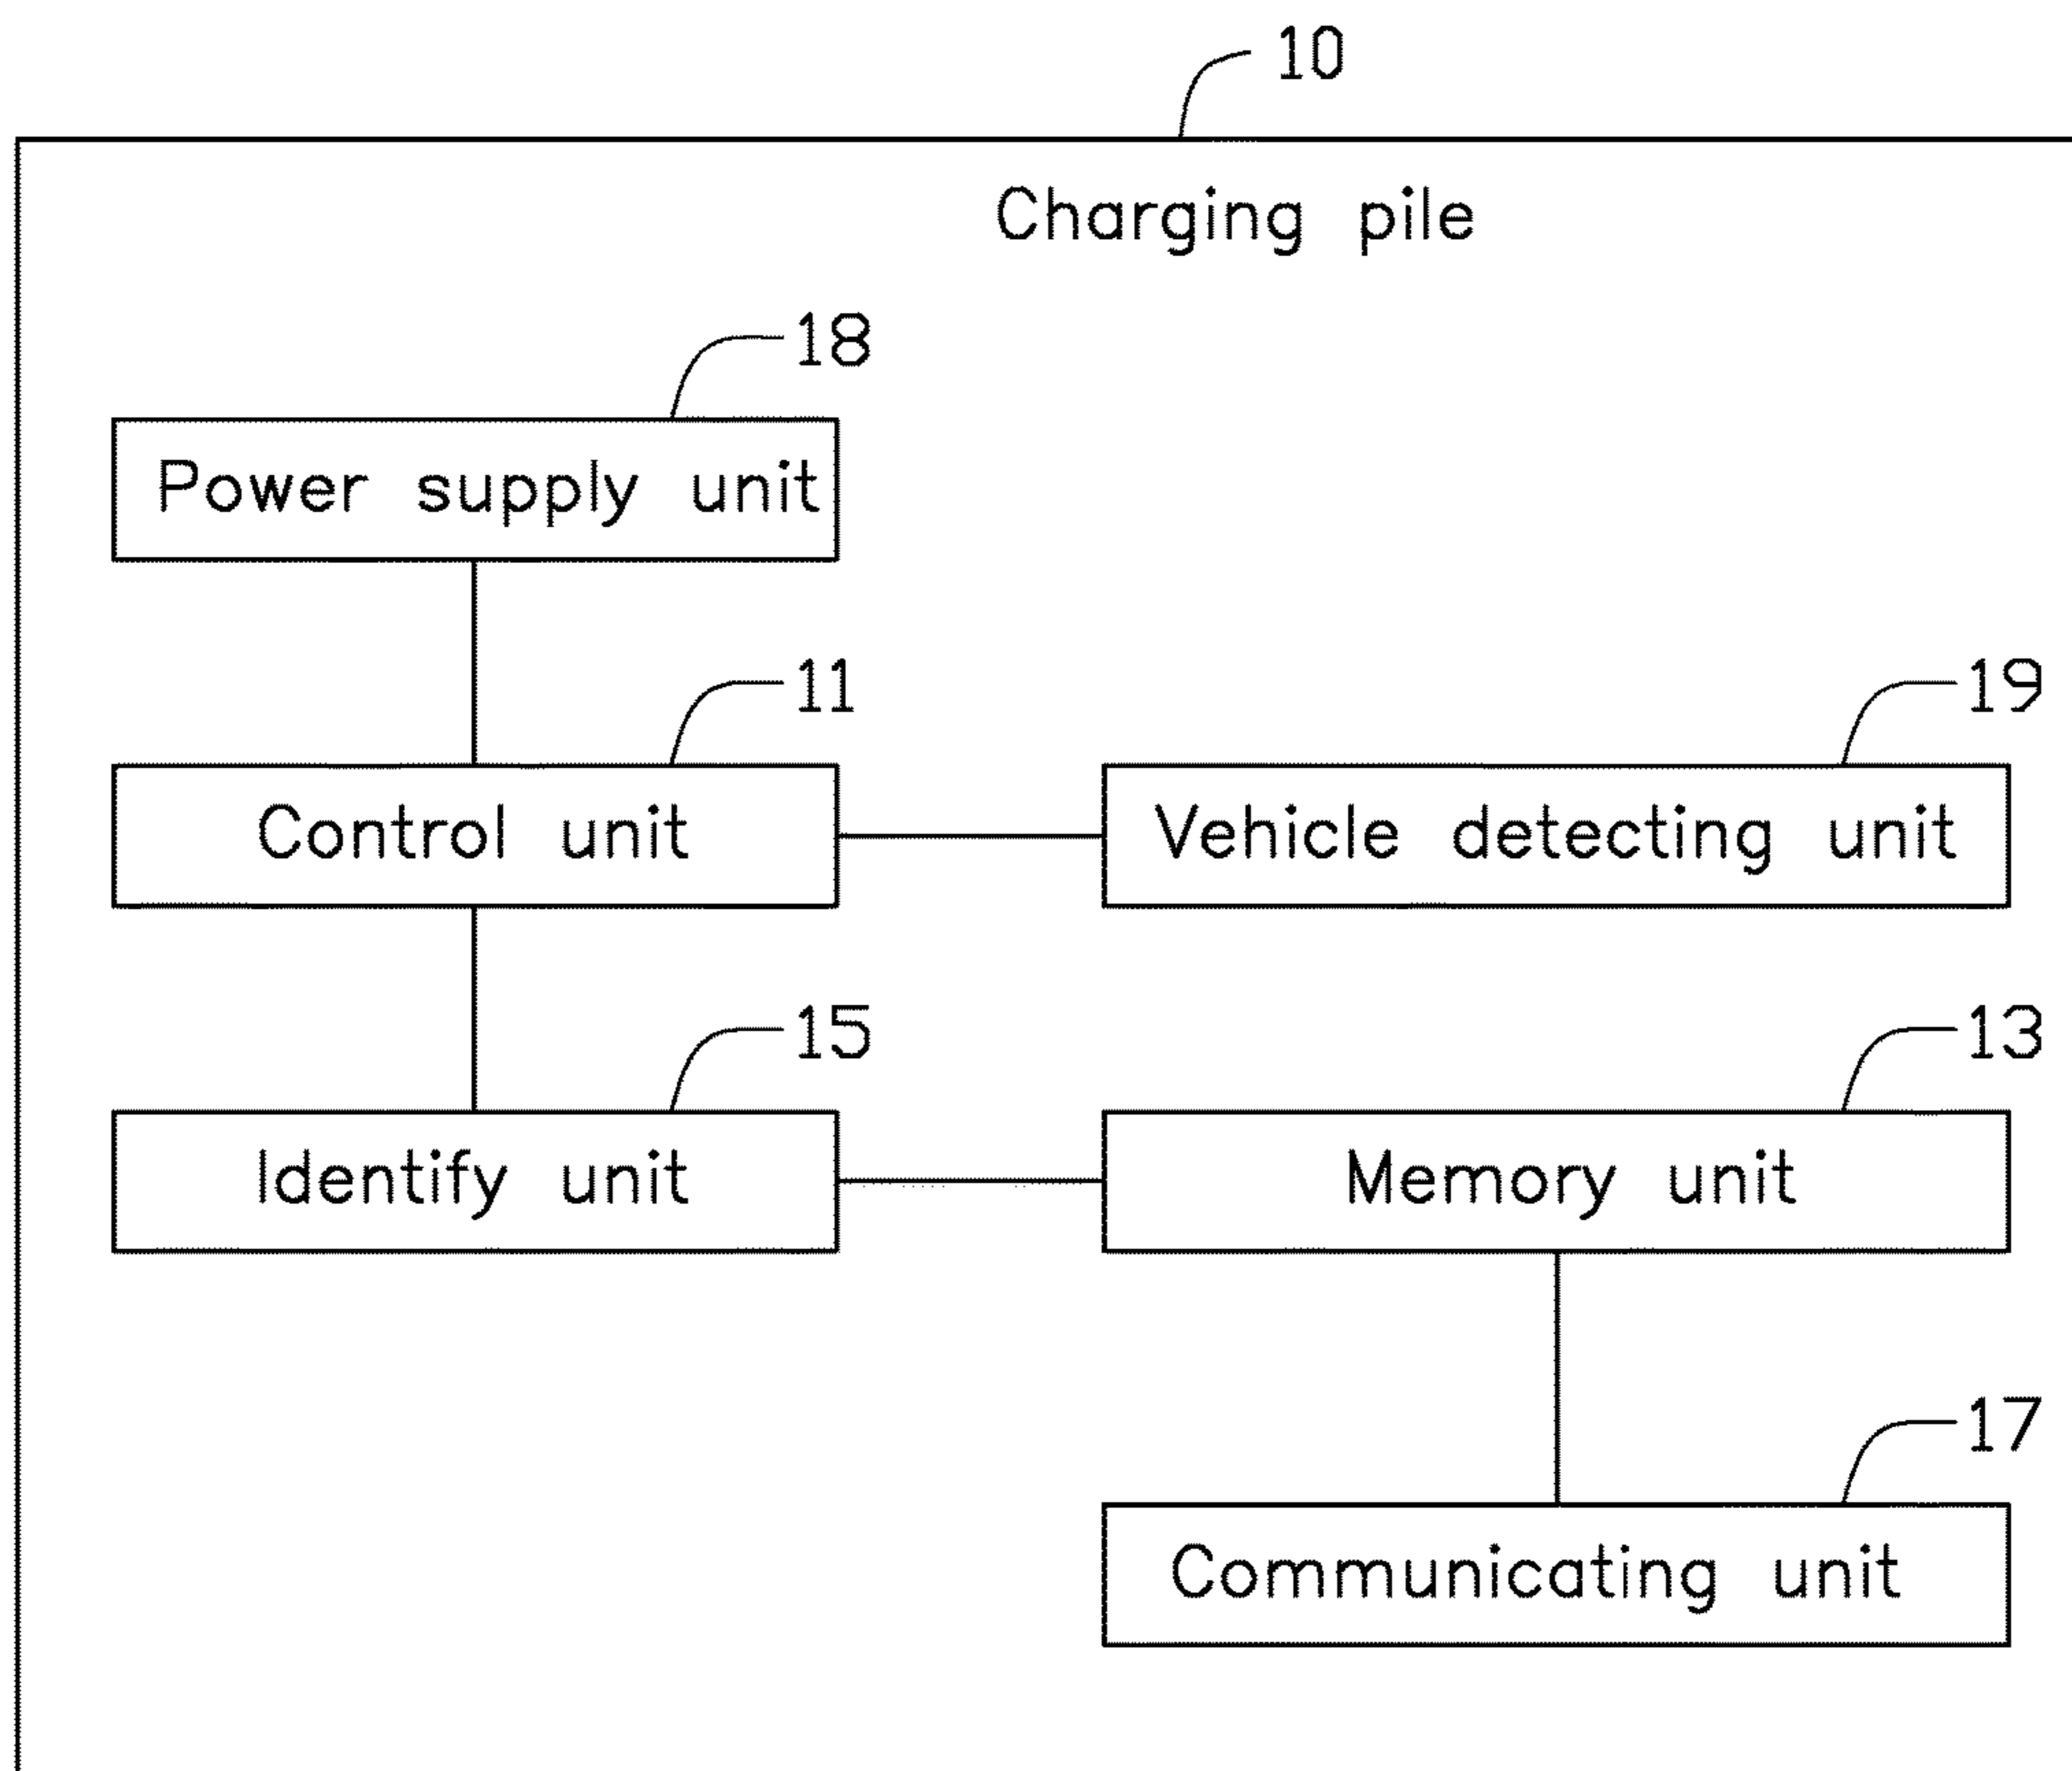 10
Charging pile
18
Power supply unit
11
19
Control unit
Vehicle detecting unit
15
13
Identify unit
Memory unit
17
Communicating unit